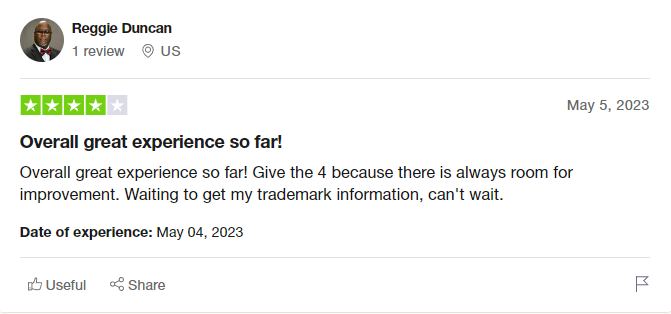 Reggie Duncan
1 review US
May 5, 2023
Overall great experience so far!
Overall great experience so far! Give the 4 because there is always room for
improvement. Waiting to get my trademark information, can't wait.
Date of experience: May 04, 2023
Useful Share